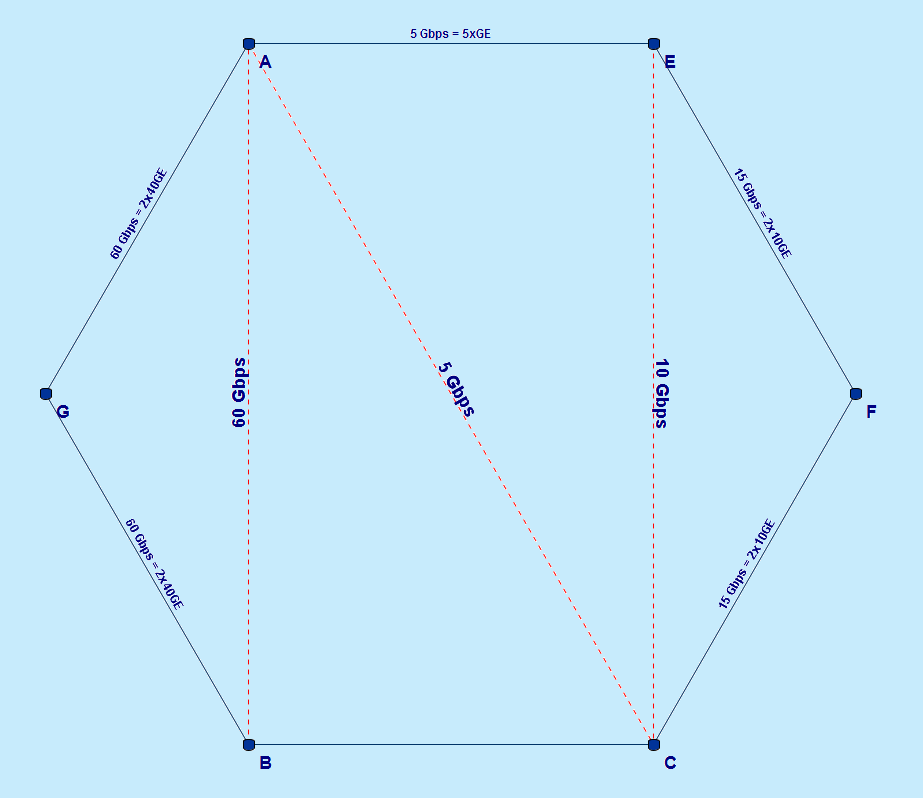 5 Gbps = 5xGE
A
E
60 Gbps = 2x40GE
15 Gbps = 2x10GE
60 Gbps
5 Gbps
10 Gbps
G
F
60 Gbps = 2x40GE
15 Gbps = 2x10GE
B
C